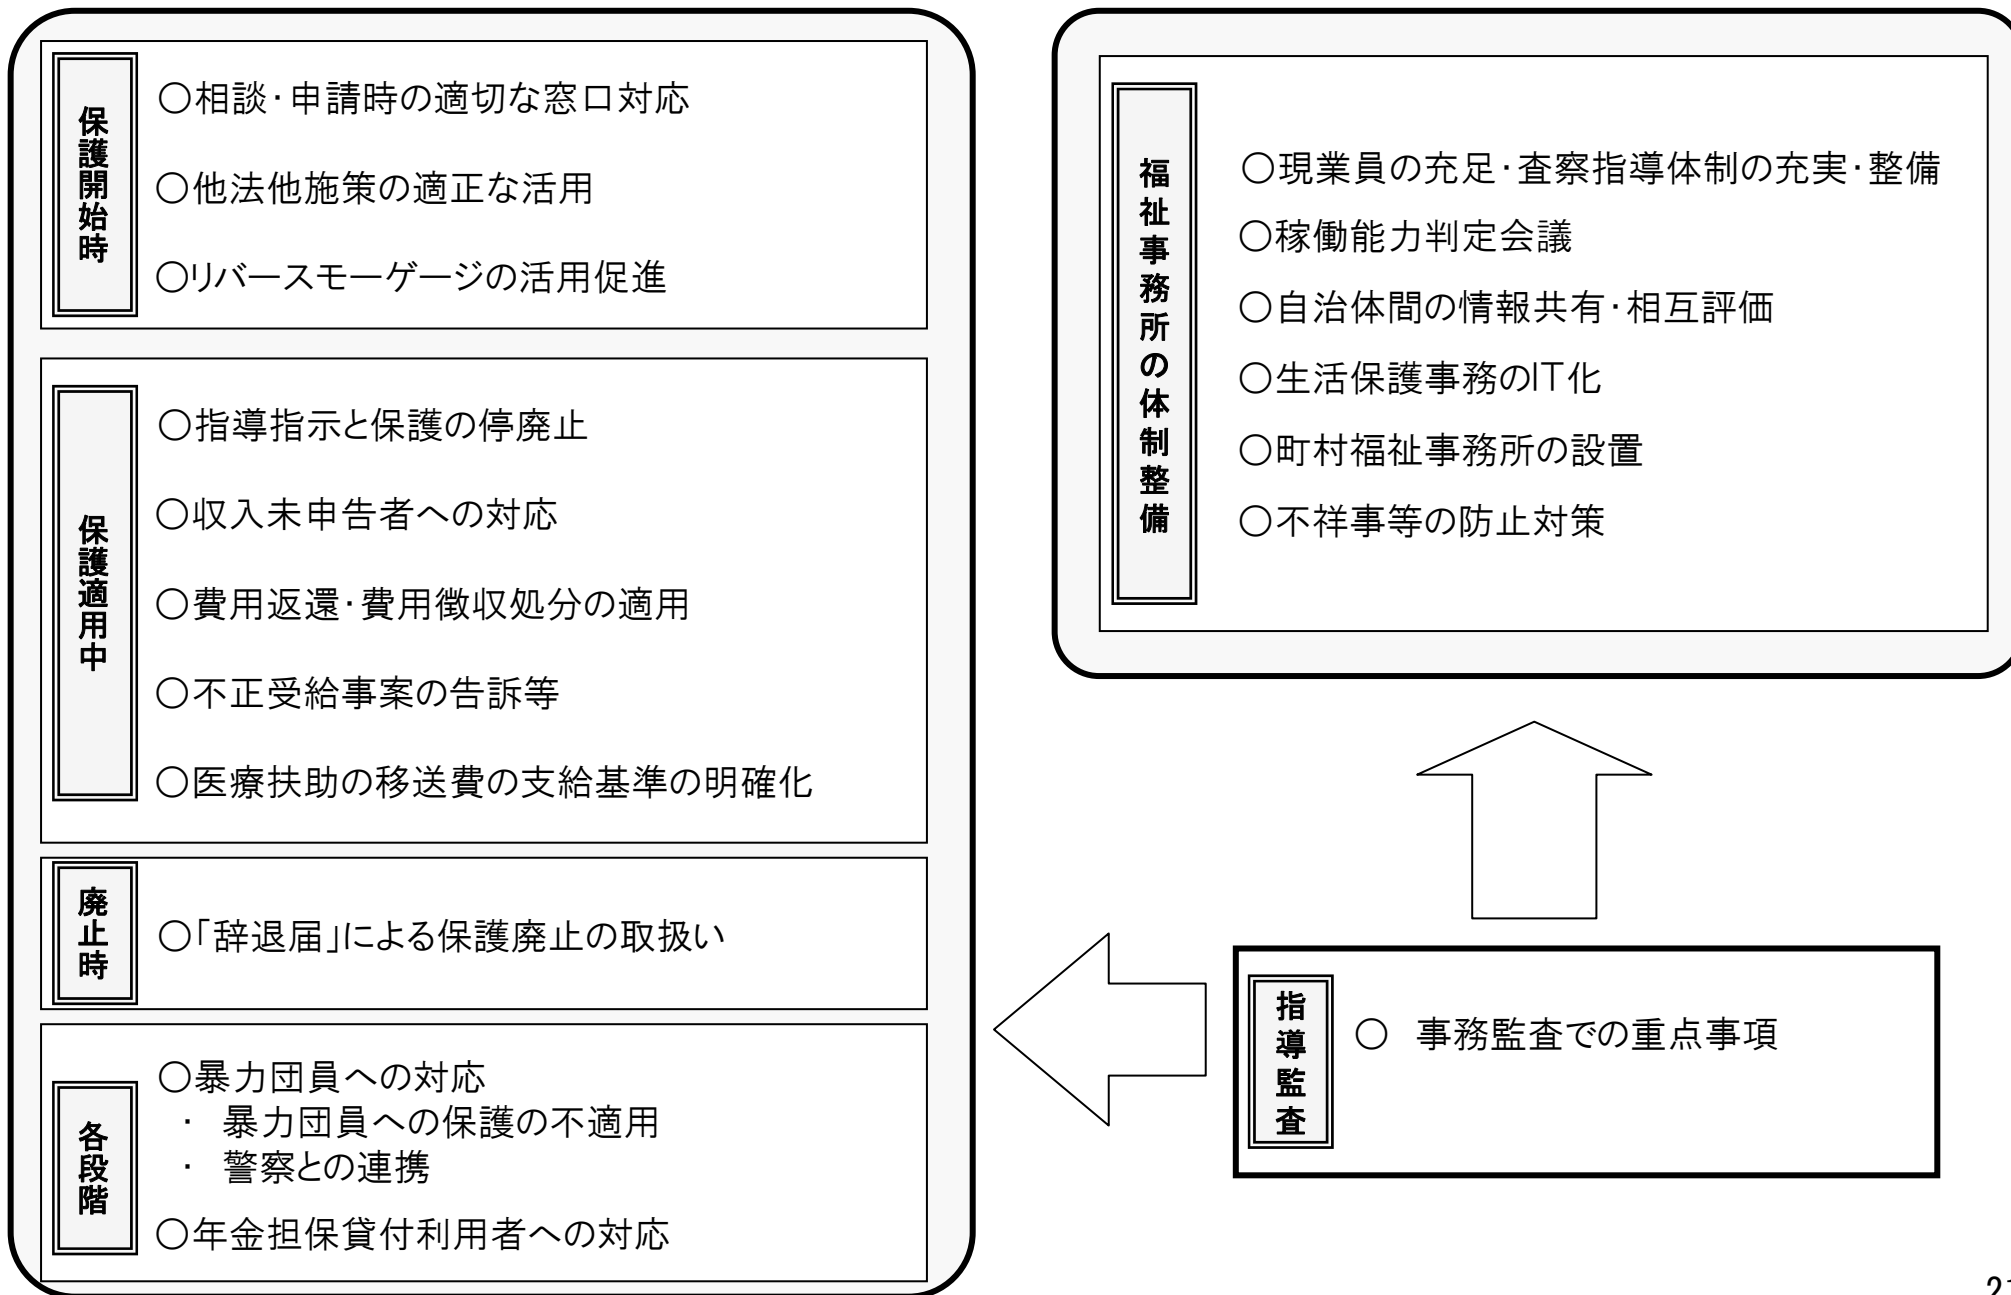 保護開始時
○相談・申請時の適切な窓口対応
○他法他施策の適正な活用
○リバースモーゲージの活用促進
保護適用中
○指導指示と保護の停廃止
○収入未申告者への対応
○費用返還・費用徴収処分の適用
○不正受給事案の告訴等
○医療扶助の移送費の支給基準の明確化
廃止時
○「辞退届」による保護廃止の取扱い
各段階
○暴力団員への対応
・ 暴力団員への保護の不適用
・ 警察との連携
○年金担保貸付利用者への対応
福祉事務所の体制整備
○現業員の充足・査察指導体制の充実・整備
○稼働能力判定会議
○自治体間の情報共有・相互評価
○生活保護事務のIT化
○町村福祉事務所の設置
○不祥事等の防止対策
指導監査
○ 事務監査での重点事項